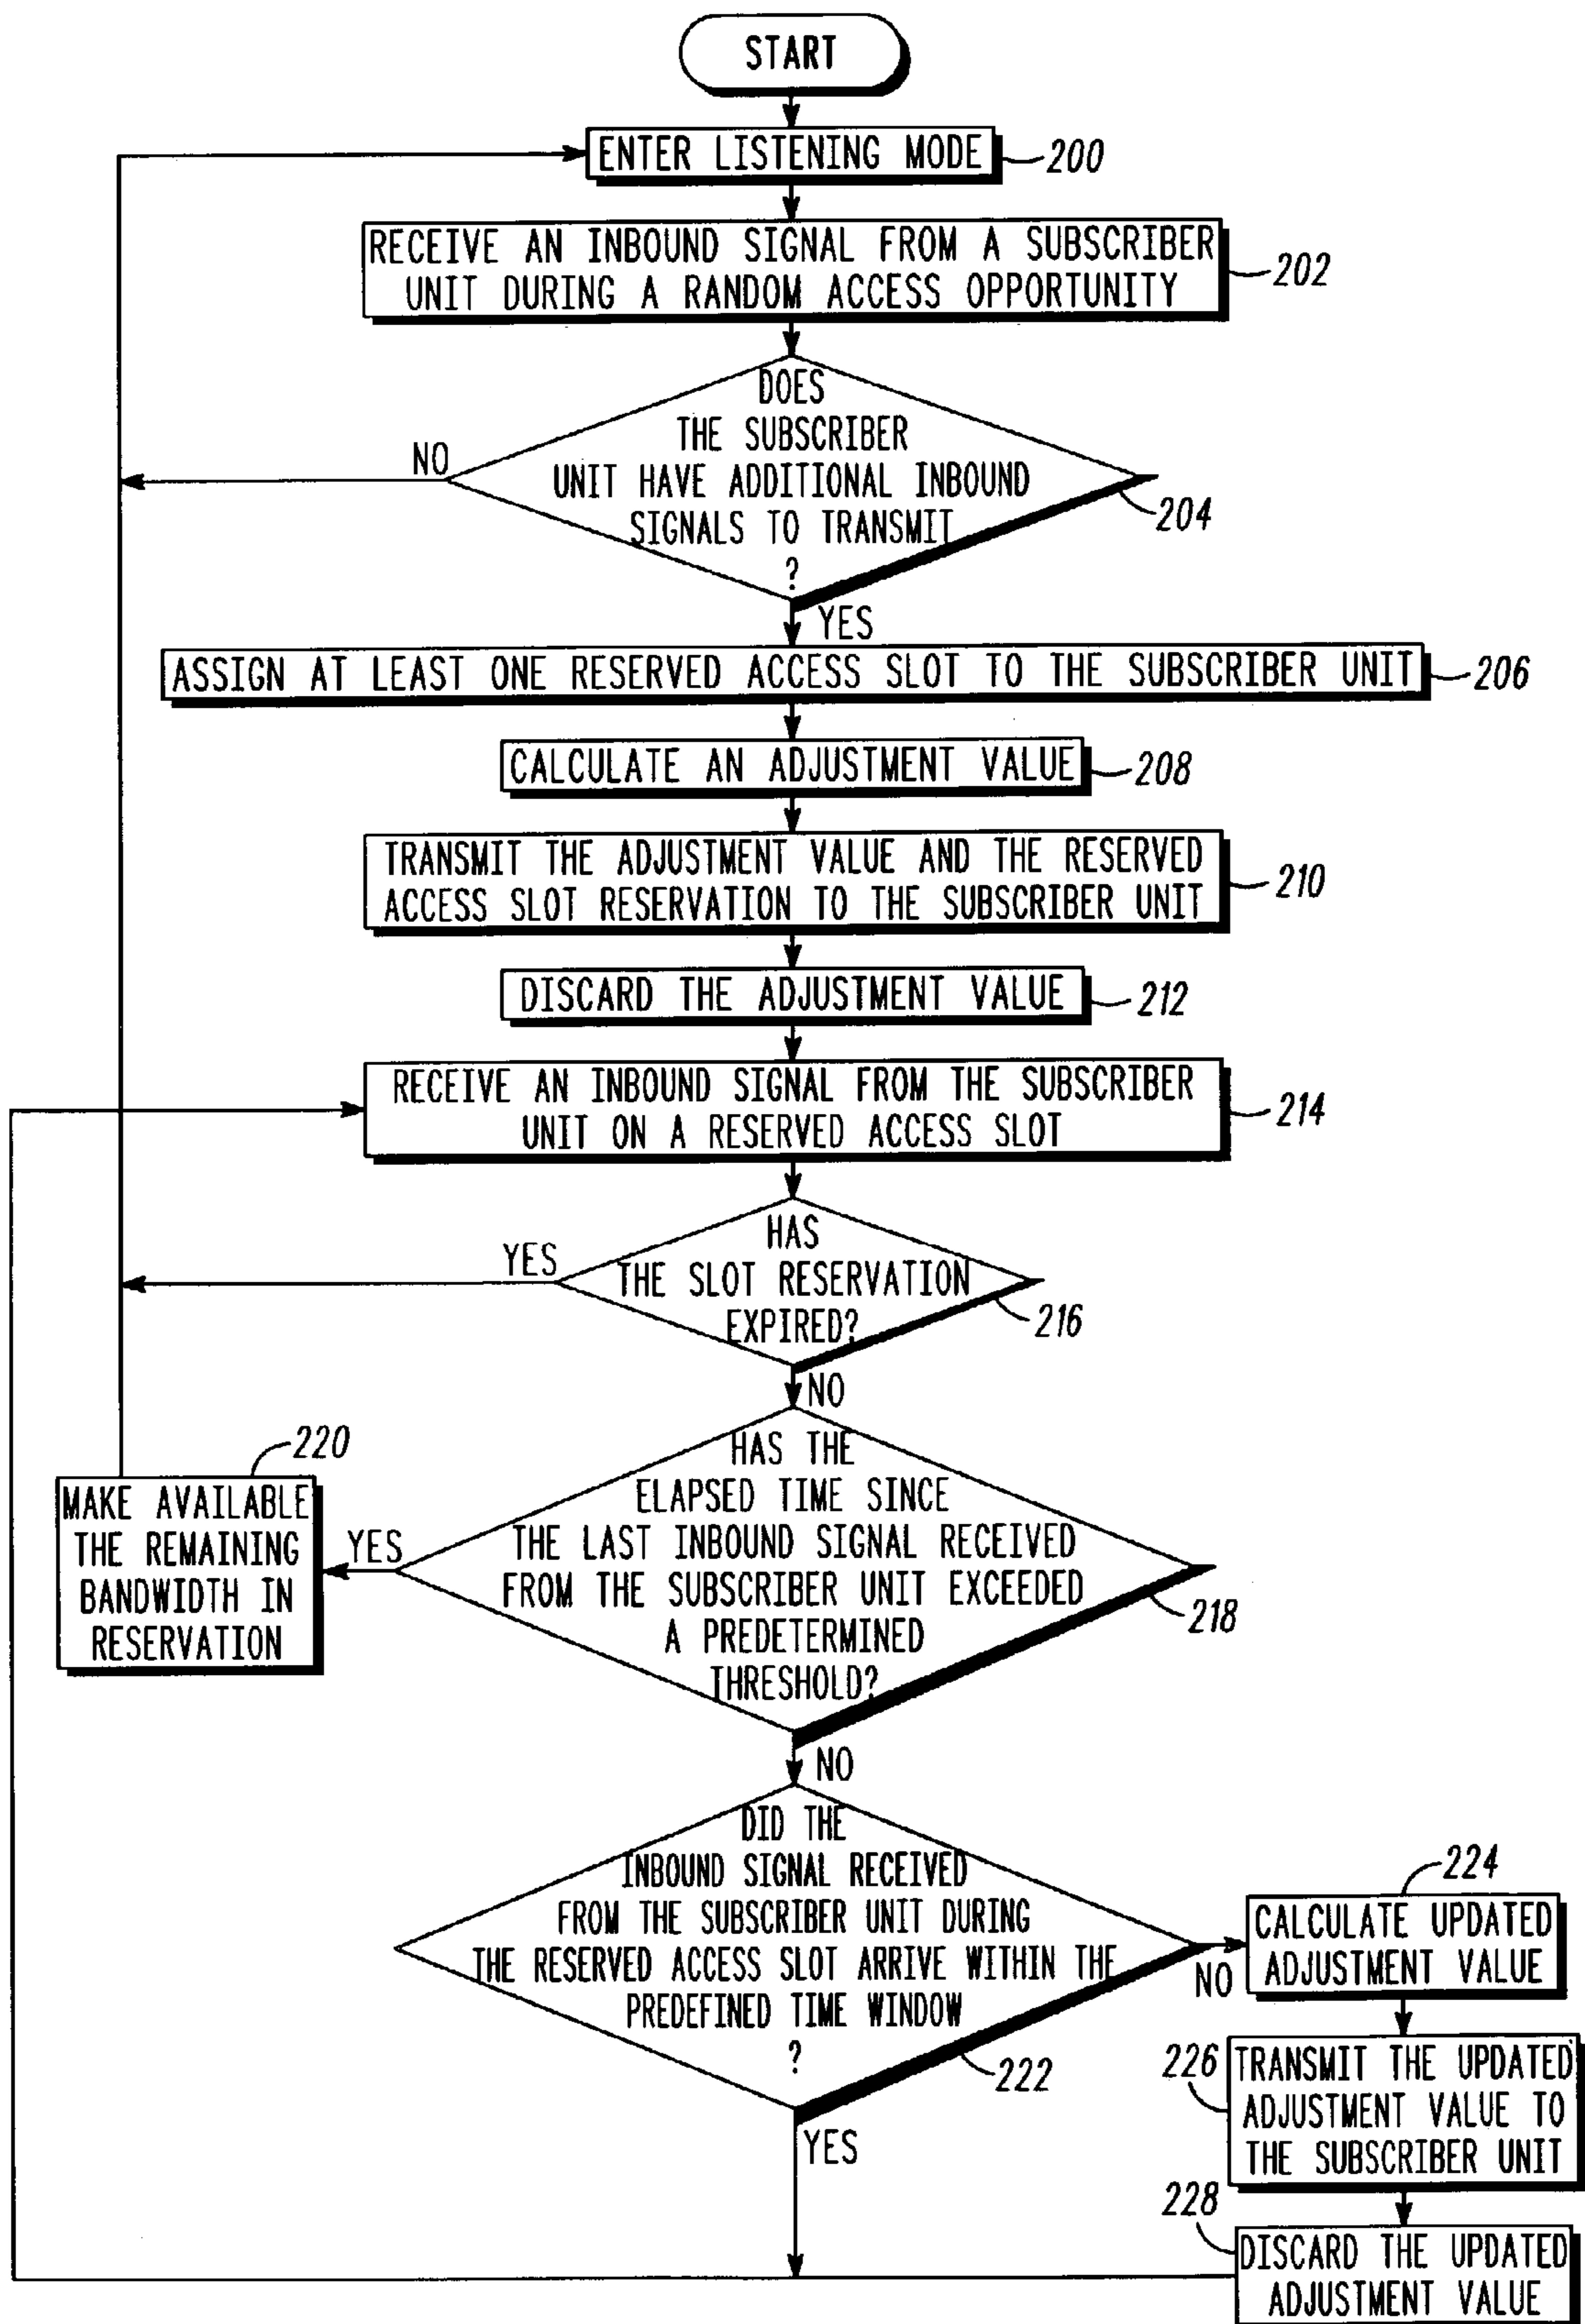 START
ENTER LISTENING MODE
200
RECEIVE AN INBOUND SIGNAL FROM A SUBSCRIBER
UNIT DURING A RANDOM ACCESS OPPORTUNITY
202
DOES
THE SUBSCRIBER
UNIT HAVE ADDITIONAL INBOUND
SIGNALS TO TRANSMIT
?
NO
204
YES
ASSIGN AT LEAST ONE RESERVED ACCESS SLOT TO THE SUBSCRIBER UNIT
206
CALCULATE AN ADJUSTMENT VALUE
208
TRANSMIT THE ADJUSTMENT VALUE AND THE RESERVED
ACCESS SLOT RESERVATION TO THE SUBSCRIBER UNIT
210
DISCARD THE ADJUSTMENT VALUE
212
RECEIVE AN INBOUND SIGNAL FROM THE SUBSCRIBER
UNIT ON A RESERVED ACCESS SLOT
214
HAS
THE SLOT RESERVATION
EXPIRED?
YES
216
NO
HAS THE
ELAPSED TIME SINCE
THE LAST INBOUND SIGNAL RECEIVED
FROM THE SUBSCRIBER UNIT EXCEEDED
A PREDETERMINED
THRESHOLD?
218
YES
220
MAKE AVAILABLE
THE REMAINING
BANDWIDTH IN
RESERVATION
NO
DID THE
INBOUND SIGNAL RECEIVED
FROM THE SUBSCRIBER UNIT DURING
THE RESERVED ACCESS SLOT ARRIVE WITHIN THE
PREDEFINED TIME WINDOW
?
222
NO
224
CALCULATE UPDATED
ADJUSTMENT VALUE
226
TRANSMIT THE UPDATED
ADJUSTMENT VALUE TO
THE SUBSCRIBER UNIT
YES
228
DISCARD THE UPDATED
ADJUSTMENT VALUE